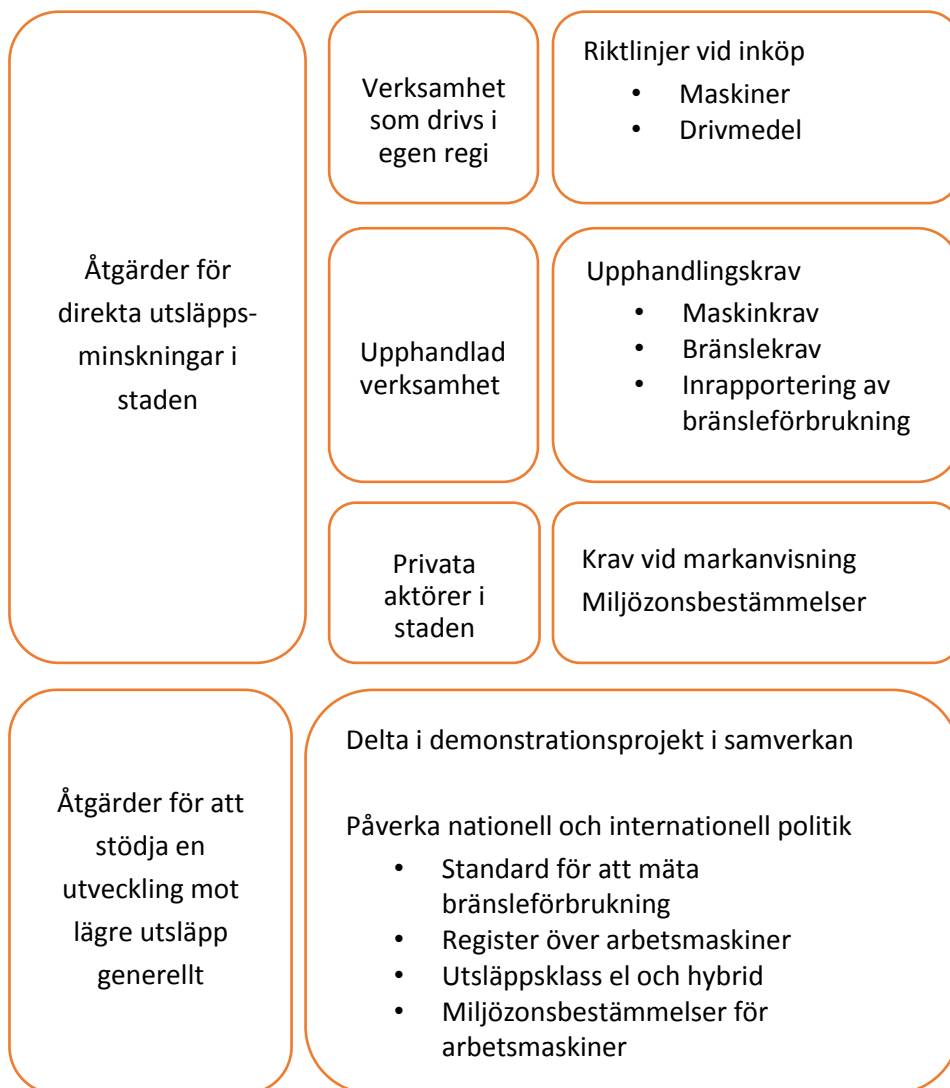 Åtgärder för
direkta utsläpps-
minskningar i
staden
Verksamhet
som drivs i
egen regi
Riktlinjer vid inköp
• Maskiner
• Drivmedel
Upphandlad
verksamhet
Upphandlingskrav
• Maskinkrav
• Bränslekrav
• Inrapportering av
bränsleförbrukning
Privata
aktörer i
staden
Krav vid markanvisning
Miljözonsbestämmelser
Åtgärder för att
stödja en
utveckling mot
lägre utsläpp
generellt
Delta i demonstrationsprojekt i samverkan
Påverka nationell och internationell politik
• Standard för att mäta
bränsleförbrukning
• Register över arbetsmaskiner
• Utsläppsklass el och hybrid
• Miljözonsbestämmelser för
arbetsmaskiner